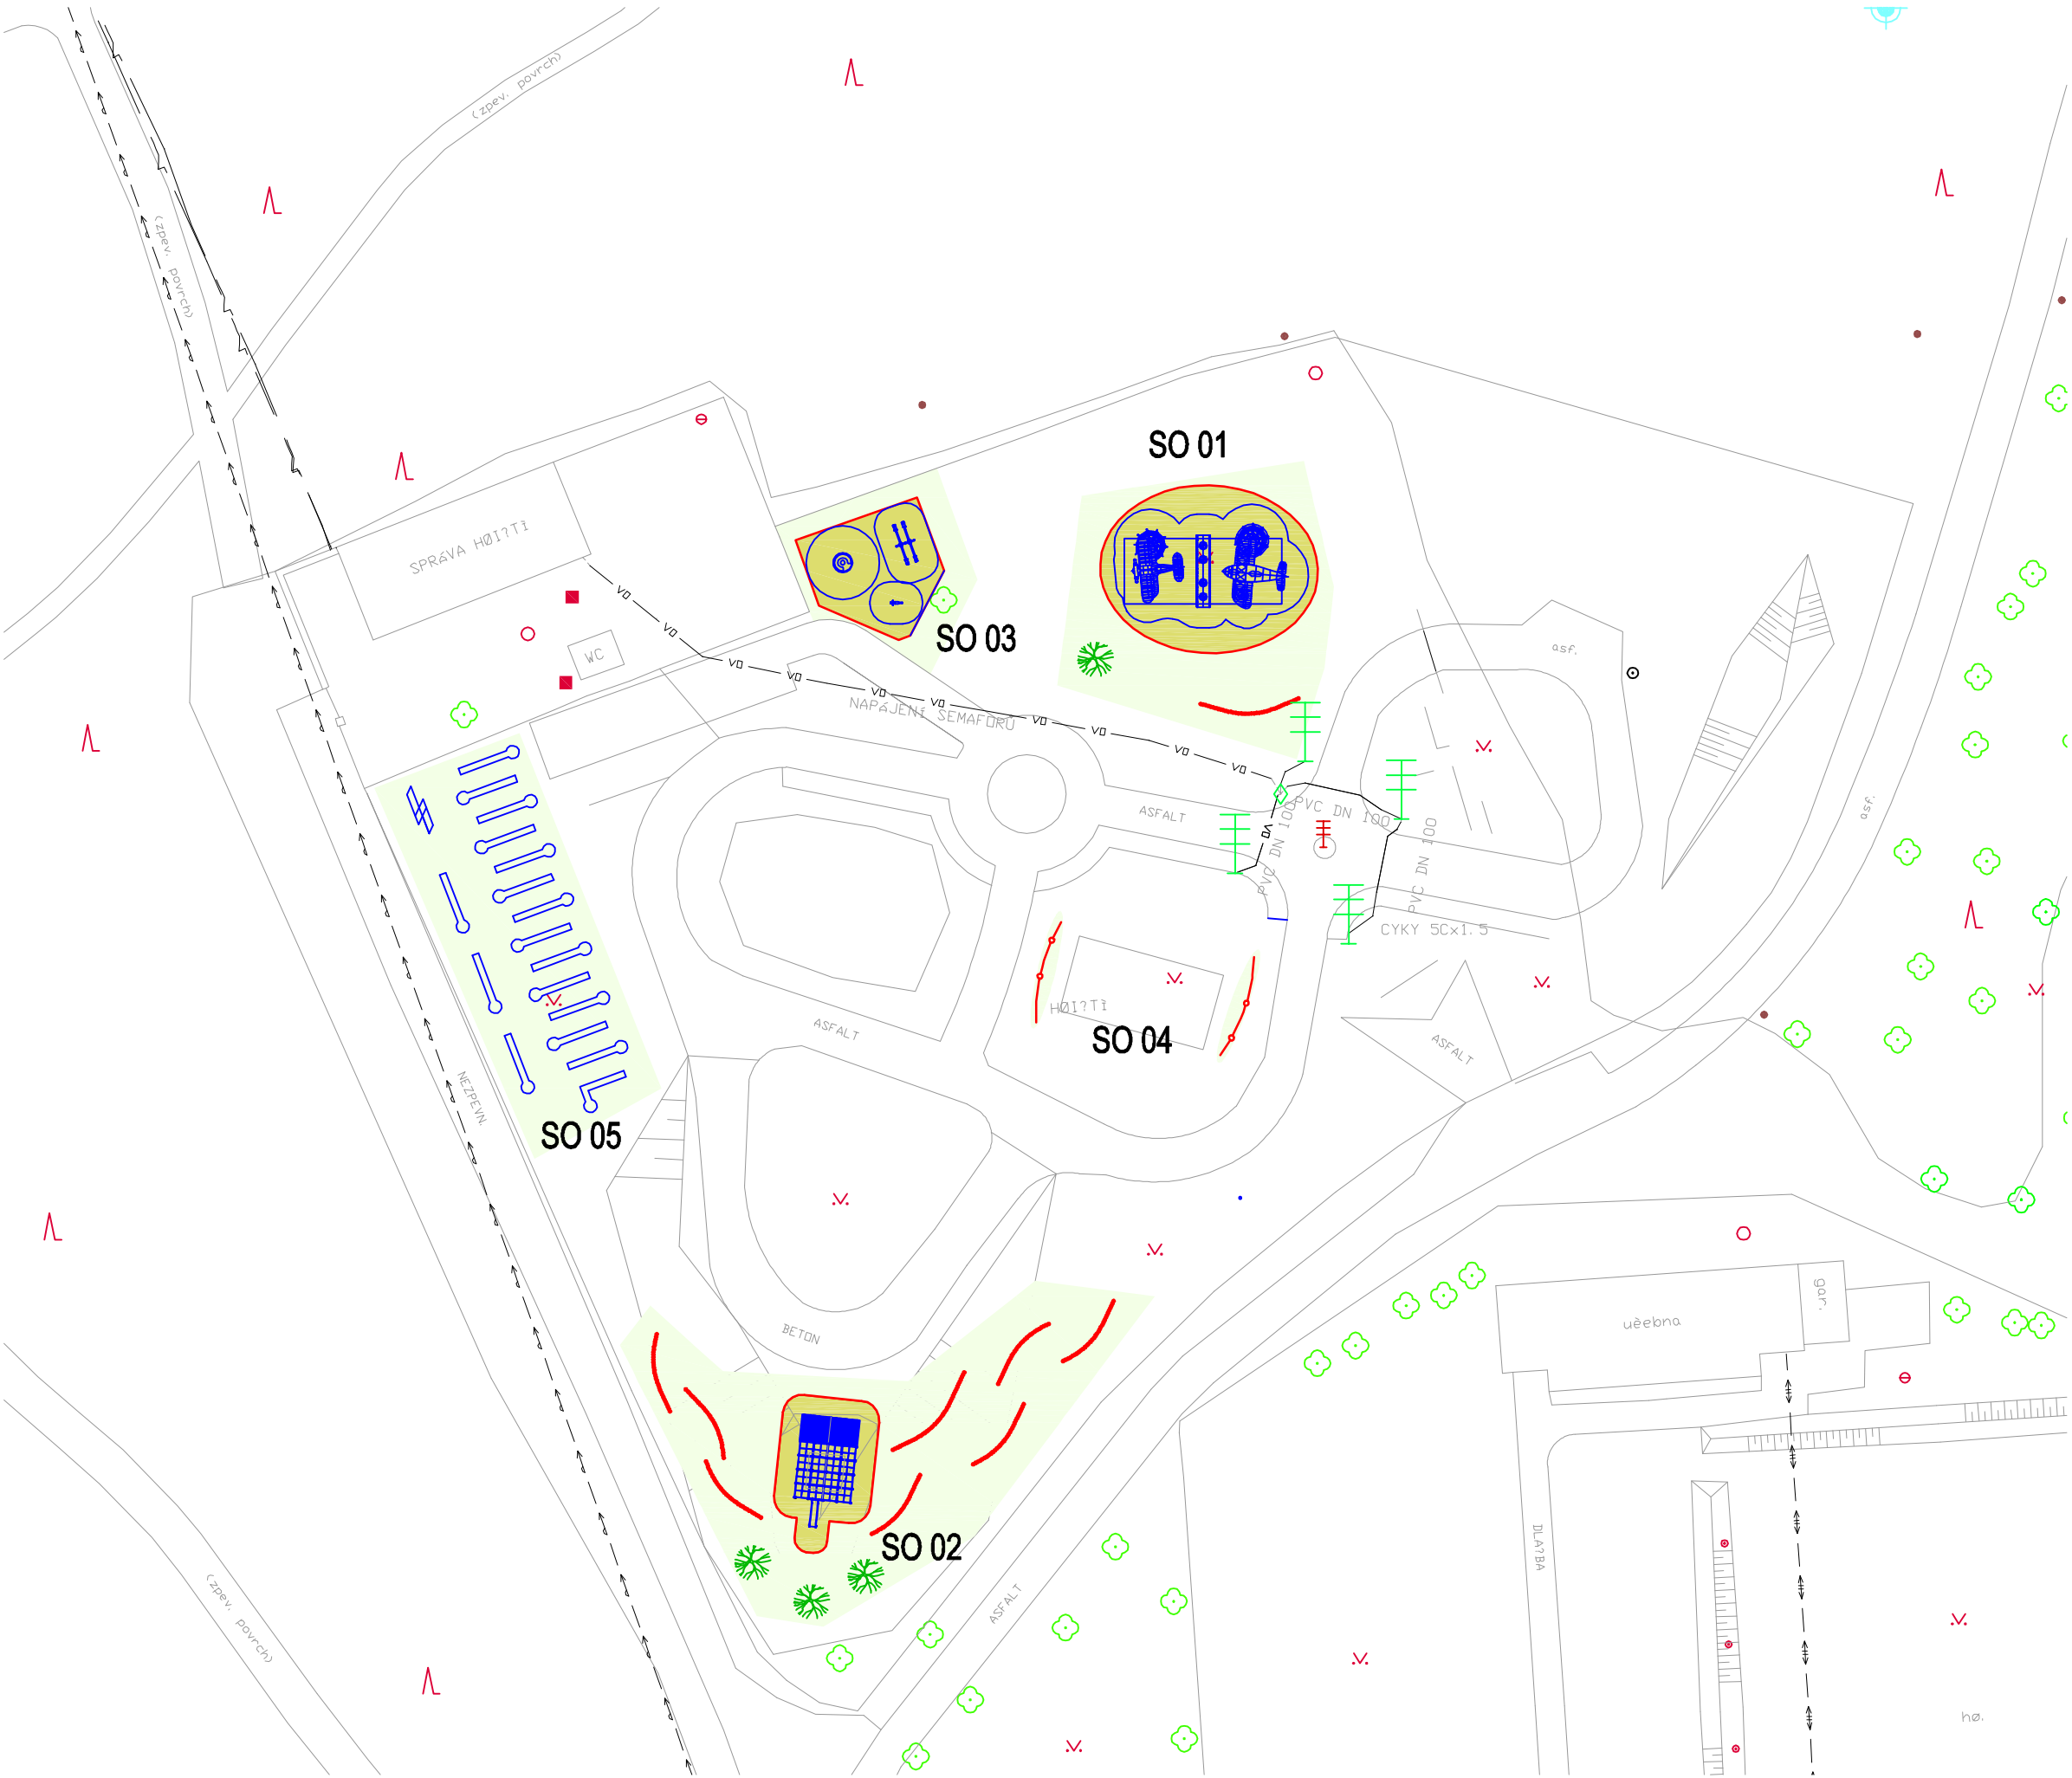 (zpev. povrch)
(zpev. povrch)
SO 01
SPRáVA HØI?Tì
SO 03
VO
VO
WC
VO
VO
VO
VO
VO
VO
VO
VO
NAPáJENí SEMAFORŮ
asf.
ASFALT
PVC DN 100
VO
PVC DN 100
PVC DN 100
asf.
CYKY 5Cx1.5
HØI?Tì
SO 04
ASFALT
ASFALT
NEZPEVN.
SO 05
BETON
uèebna
gar.
SO 02
DLA?BA
ASFALT
(zpev. povrch)
hø.